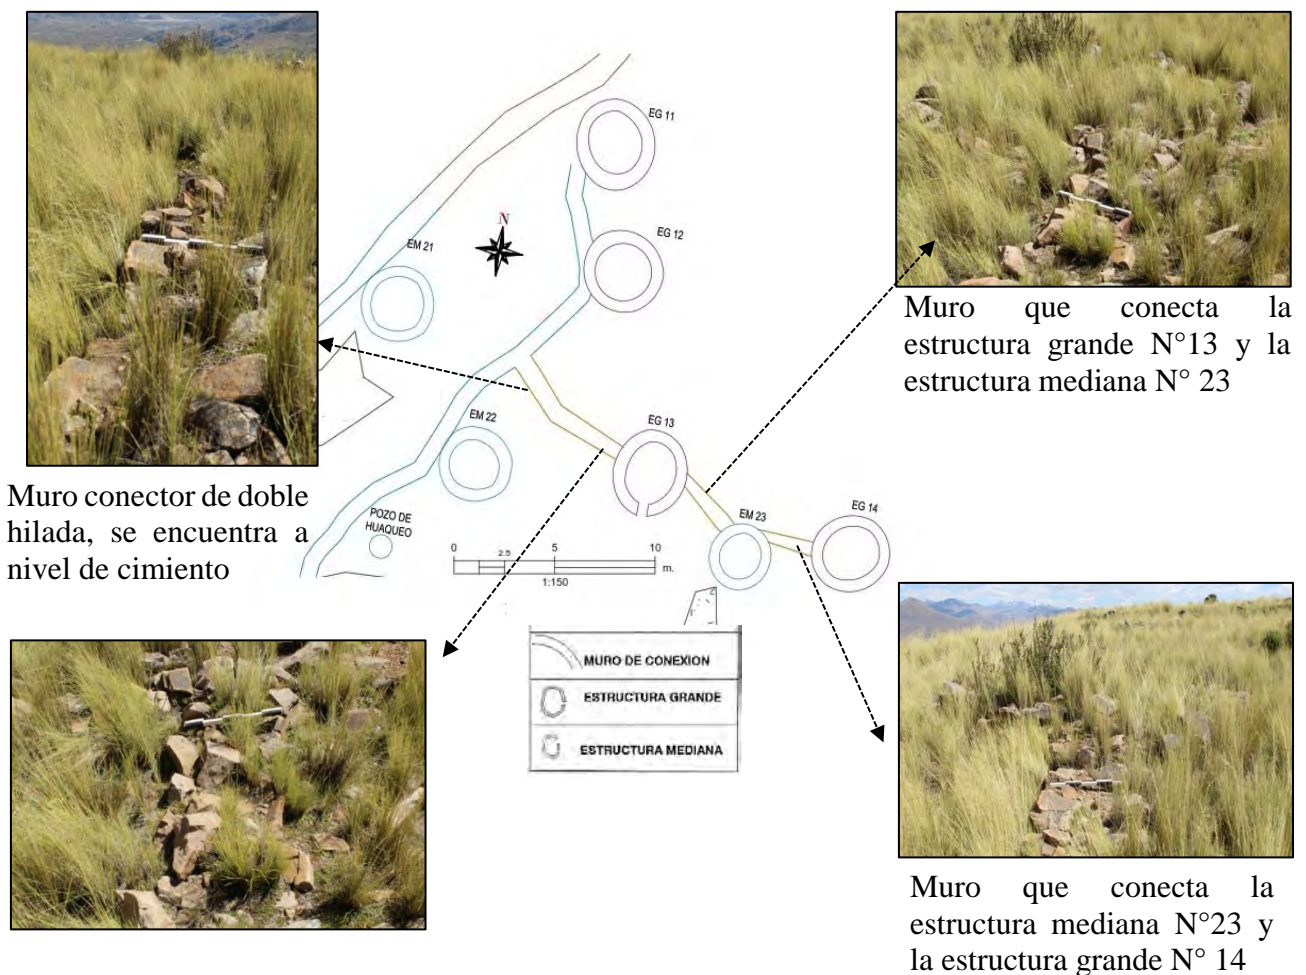 EG 11
N
EG 12
EM 21
Muro que conecta la
estructura grande N°13 y la
estructura mediana N° 23
EM 22
EG 13
Muro conector de doble
hilada, se encuentra a
nivel de cimiento
POZO DE
HUAQUEO
EM 23
EG 14
0 2.5 5 10
m.
1:150
MURO DE CONEXION
ESTRUCTURA GRANDE
ESTRUCTURA MEDIANA
Muro que conecta la
estructura mediana N°23 y
la estructura grande N° 14